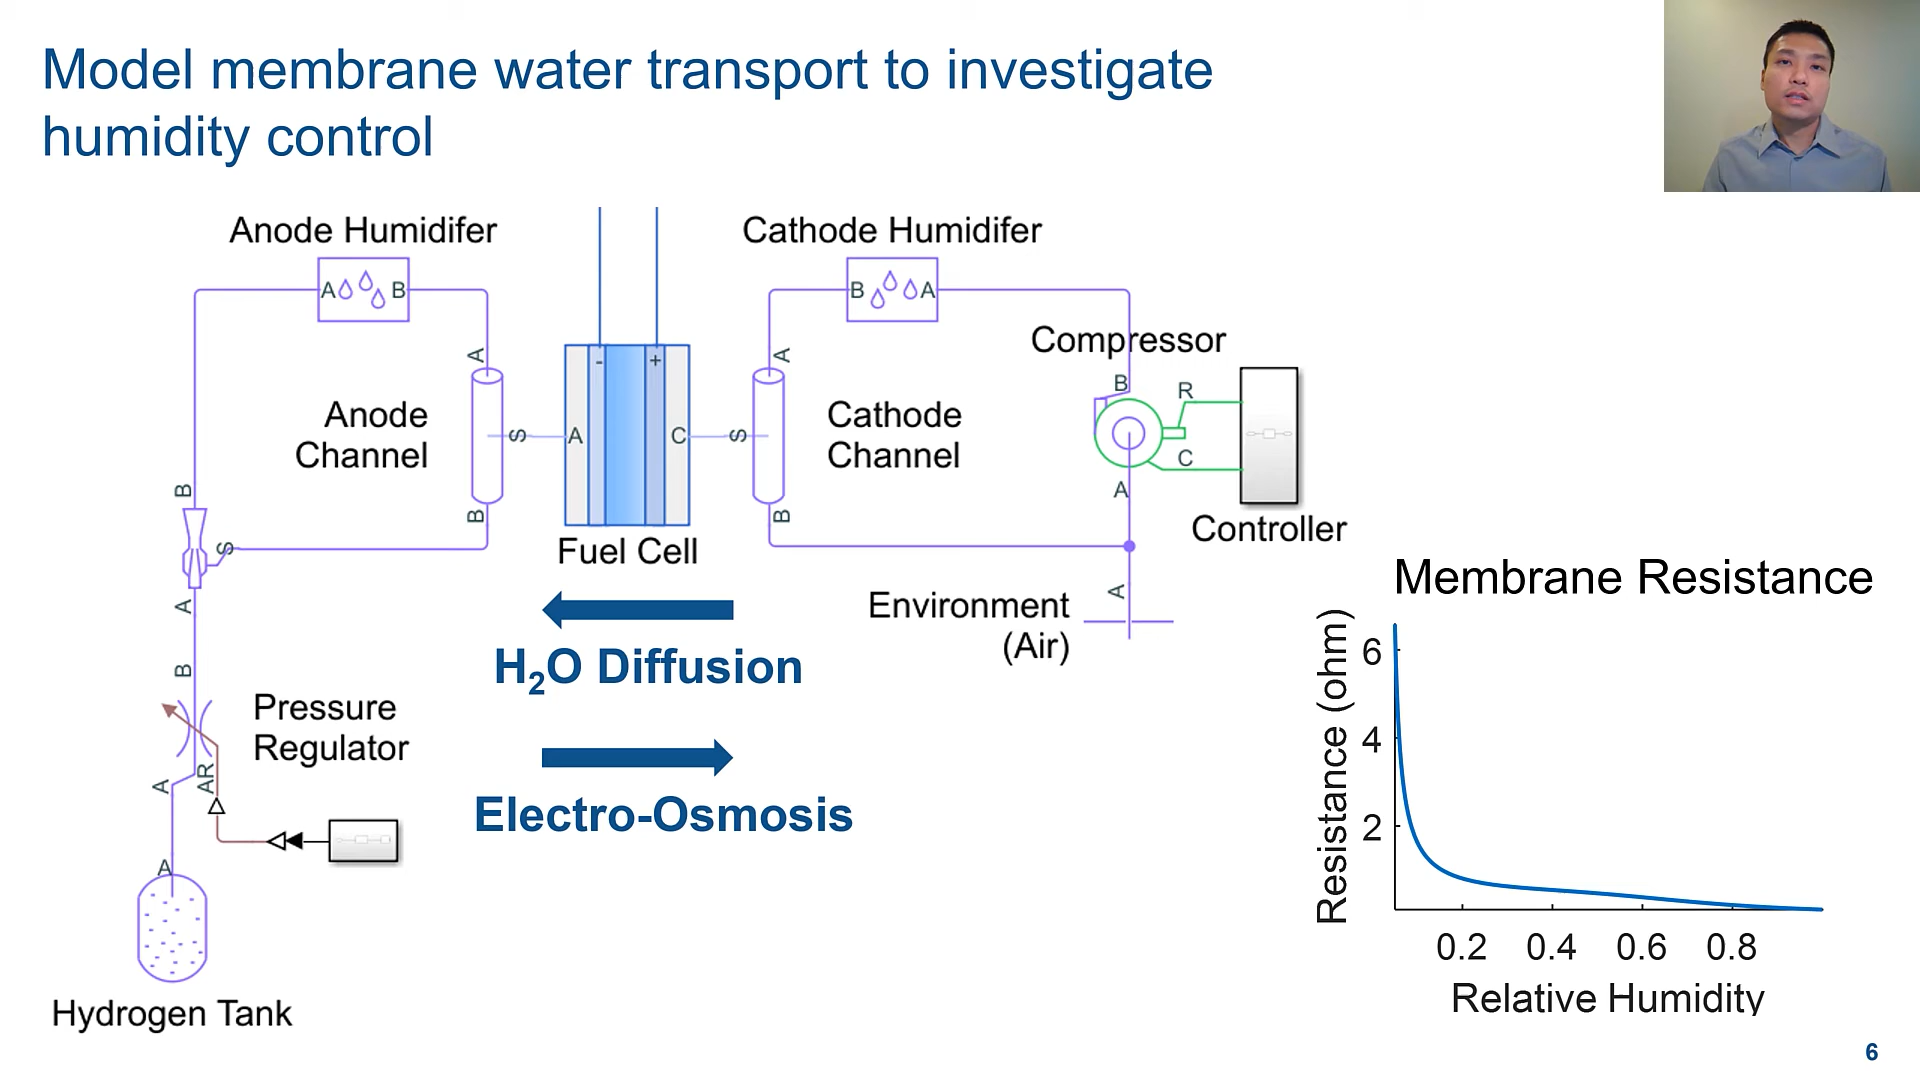 Model membrane water transport to investigate
humidity control
Anode Humidifer
Cathode Humidifer
A B
B A
Compressor
A
- +
A
B R
Anode
Channel
S A C S
Cathode
Channel
C
A
B
B
B
Controller
S
Fuel Cell
A
Environment
(Air)
A
H₂O Diffusion
B
Pressure
Regulator
A
AR
Electro-Osmosis
A
Hydrogen Tank
Membrane Resistance
Resistance (ohm)
6
4
2
0.2 0.4 0.6 0.8
Relative Humidity
6